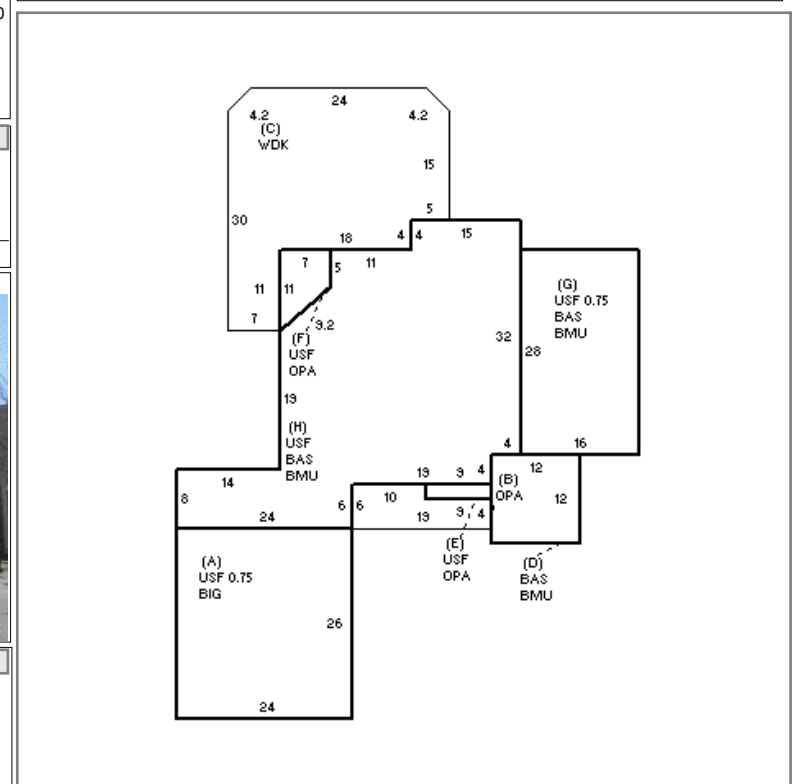 24
4.2
4.2
(C)
WDK
15
5
30
18
4
4
15
7
5
11
11
11
7
9.2
(F)
USF
OPA
(G)
USF 0.75
BAS
BMU
32
28
19
(H)
USF
BAS
BMU
4
16
14
19
9
4
12
(B)
OPA
8
6
6
10
12
24
19
9
4
(E)
USF
OPA
(D)
BAS
BMU
(A)
USF 0.75
BIG
26
24